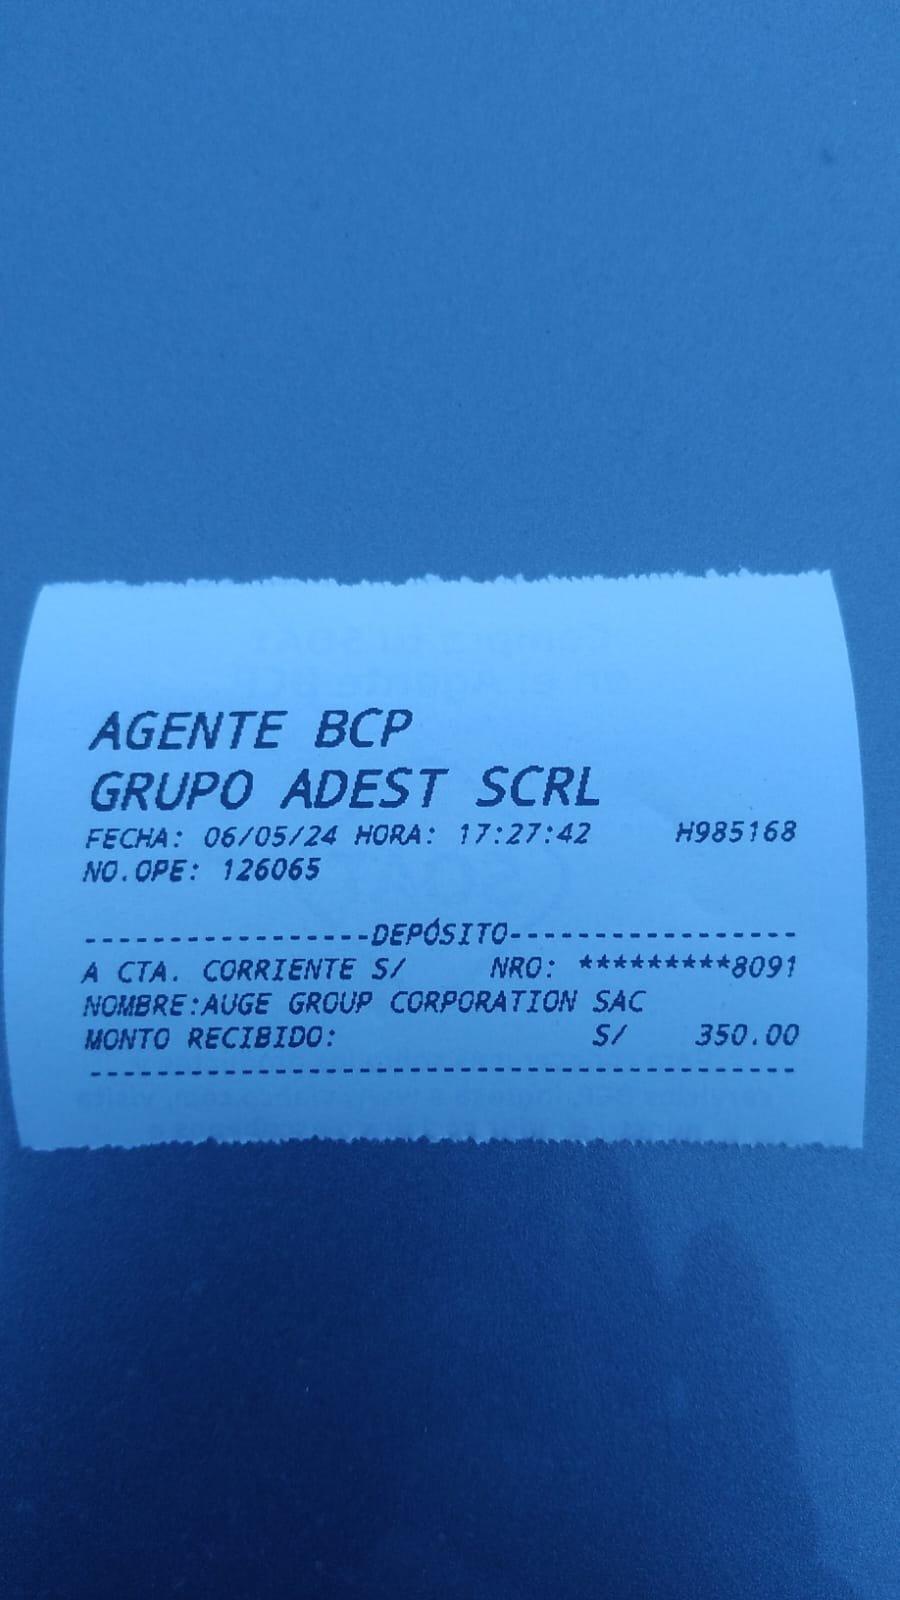 AGENTE BCP
GRUPO ADEST SCRL
FECHA: 06/05/24 HORA: 17:27:42 H985168
NO.OPE: 126065
------------------DEPÓSITO------------------
A CTA. CORRIENTE S/ NRO: *********8091
NOMBRE:AUGE GROUP CORPORATION SAC
MONTO RECIBIDO: S/ 350.00